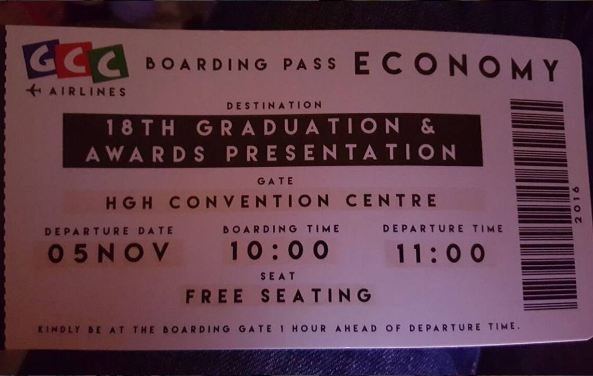 GCC
AIRLINES
BOARDING PASS ECONOMY
DESTINATION
18TH GRADUATION &
AWARDS PRESENTATION
GATE
HGH CONVENTION CENTRE
DEPARTURE DATE BOARDING TIME DEPARTURE TIME
05NOV 10:00 11:00
SEAT
FREE SEATING
KINDLY BE AT THE BOARDING GATE 1 HOUR AHEAD OF DEPARTURE TIME.
2016